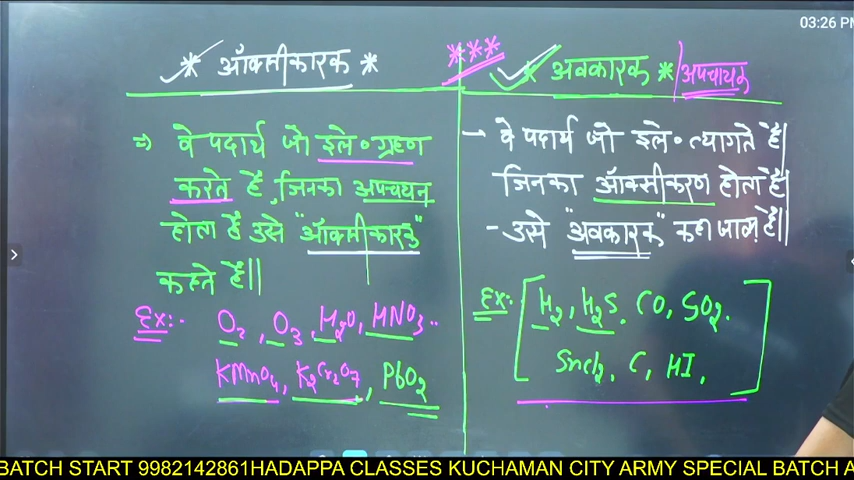 03:26 PM
* ऑक्सीकारक *
⇒ वे पदार्थ जो इले॰ ग्रहण
करते है, जिनका अपचयन
होता है उसे "ऑक्सीकारक"
कहते है||
Ex:- O2, O3, H2O, HNO3..
KMnO4, K2Cr2O7, PbO2
***
* अवकारक * | अपचायक
→ वे पदार्थ जो इले॰ त्यागते है|
जिनका ऑक्सीकरण होता है|
- उसे "अवकारक" कहा जाता है||
Ex:- [H2, H2S, CO, SO2.
SnCl2, C, HI,]
BATCH START 9982142861HADAPPA CLASSES KUCHAMAN CITY ARMY SPECIAL BATCH A